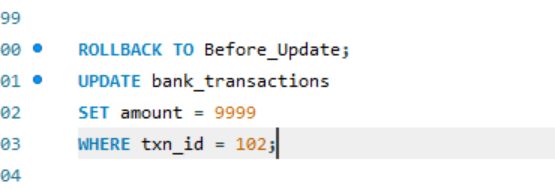 99
00 ROLLBACK TO Before_Update;
01 UPDATE bank_transactions
02 SET amount = 9999
03 WHERE txn_id = 102;
04